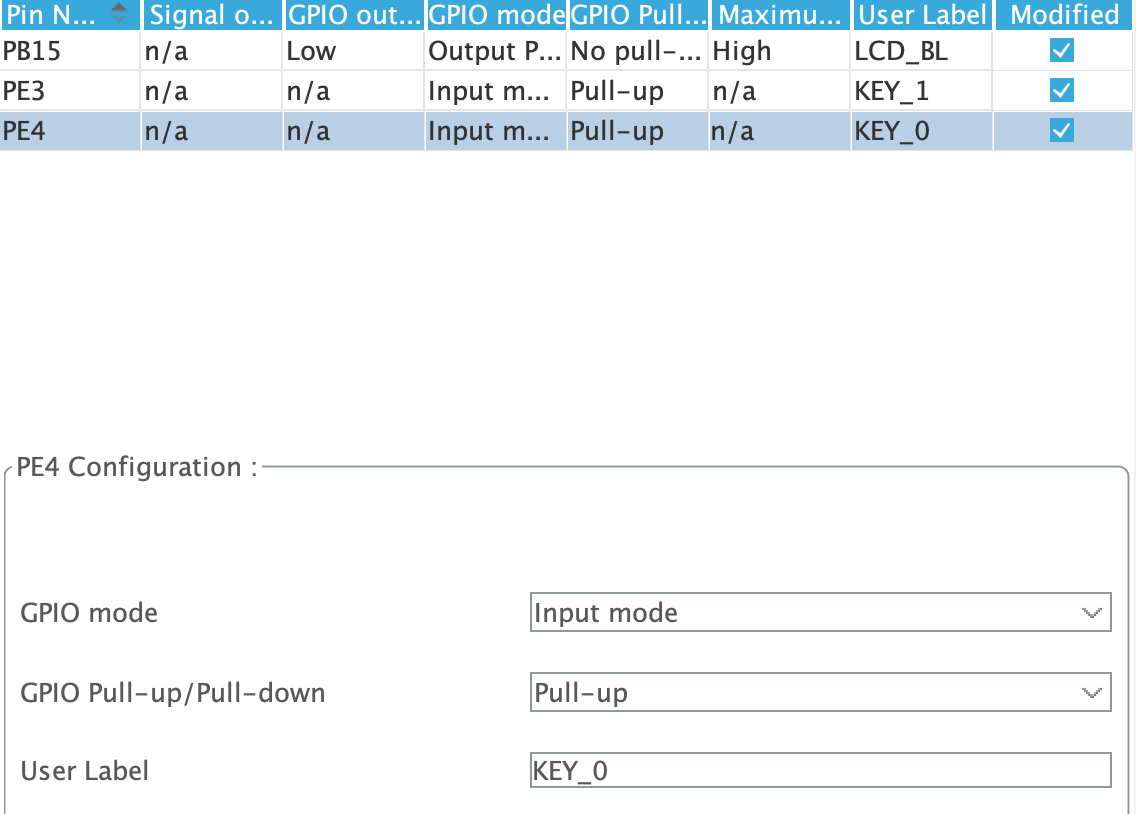 Pin N... Signal o... GPIO out... GPIO mode GPIO Pull... Maximu... User Label Modified
PB15 n/a Low Output P... No pull-... High LCD_BL
PE3 n/a n/a Input m... Pull-up n/a KEY_1
PE4 n/a n/a Input m... Pull-up n/a KEY_0
PE4 Configuration :
GPIO mode Input mode
GPIO Pull-up/Pull-down Pull-up
User Label KEY_0